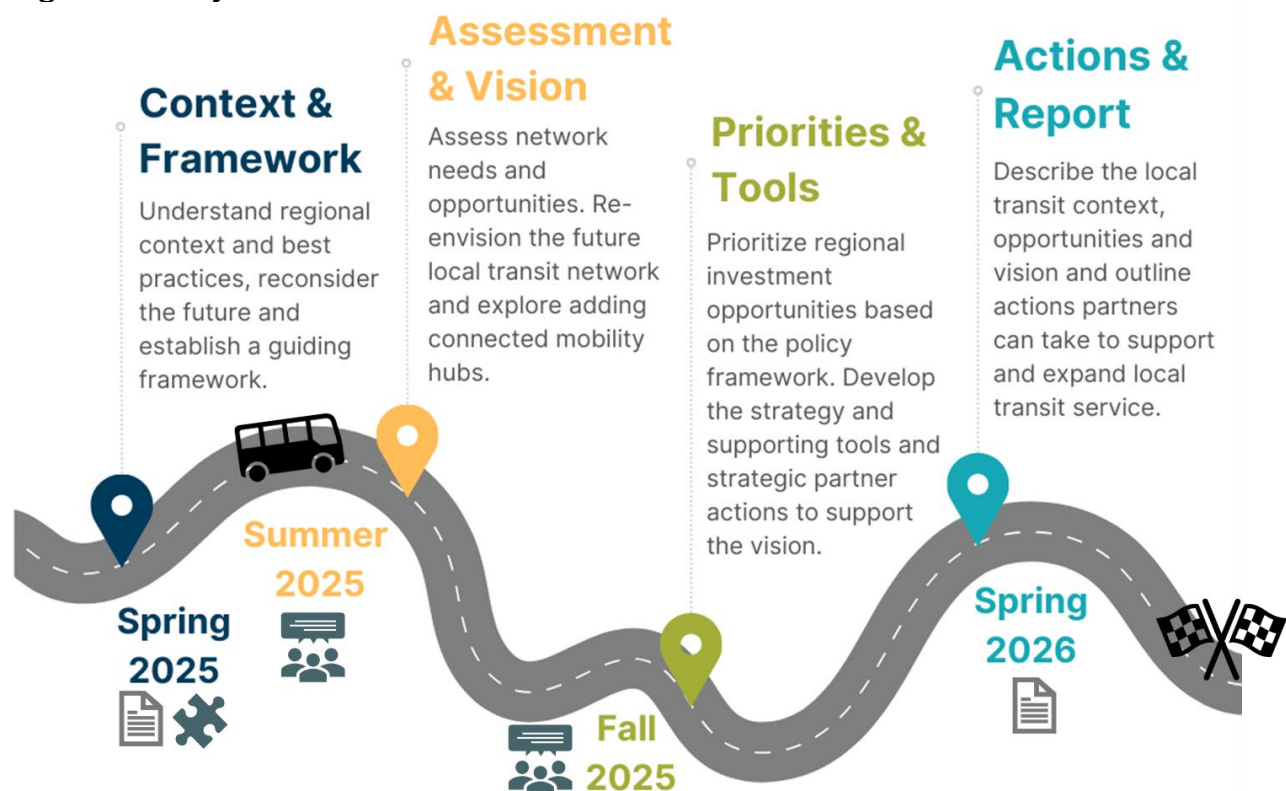 Context &
Framework
Understand regional
context and best
practices, reconsider
the future and
establish a guiding
framework.
Spring
2025
Assessment
& Vision
Assess network
needs and
opportunities. Re-
envision the future
local transit network
and explore adding
connected mobility
hubs.
Summer
2025
Priorities &
Tools
Prioritize regional
investment
opportunities based
on the policy
framework. Develop
the strategy and
supporting tools and
strategic partner
actions to support
the vision.
Fall
2025
Actions &
Report
Describe the local
transit context,
opportunities and
vision and outline
actions partners
can take to support
and expand local
transit service.
Spring
2026